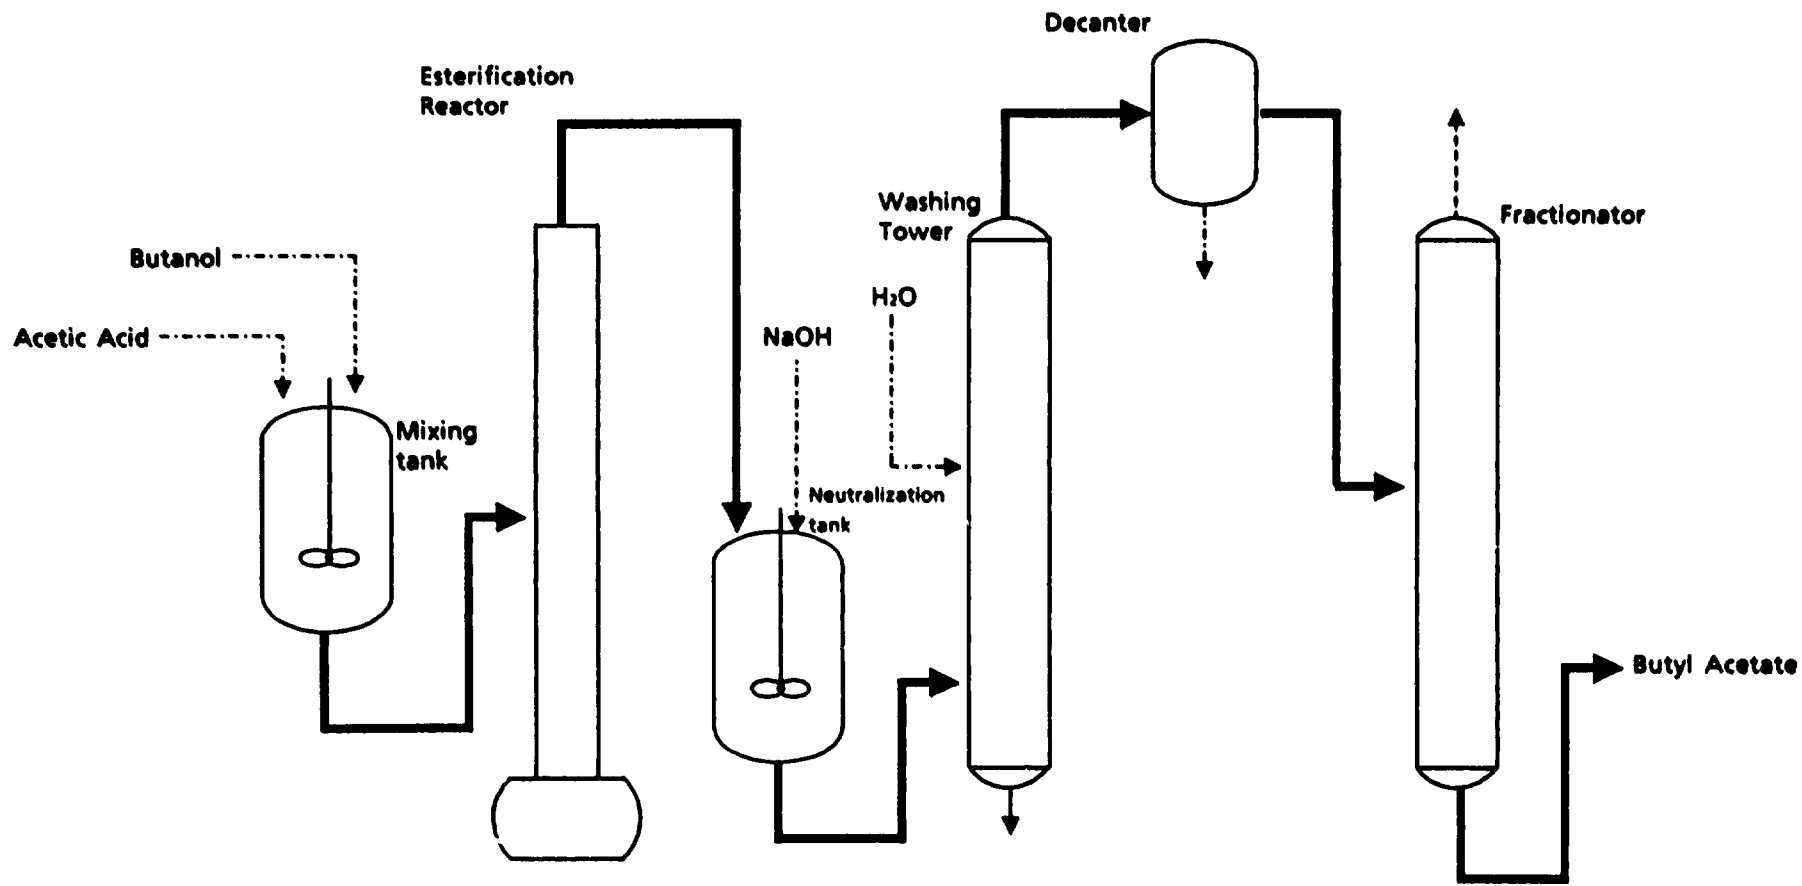 Decanter
Esterification
Reactor
Washing
Tower
Fractionator
Butanol
H₂O
Acetic Acid
NaOH
Mixing
tank
Neutralization
tank
Butyl Acetate